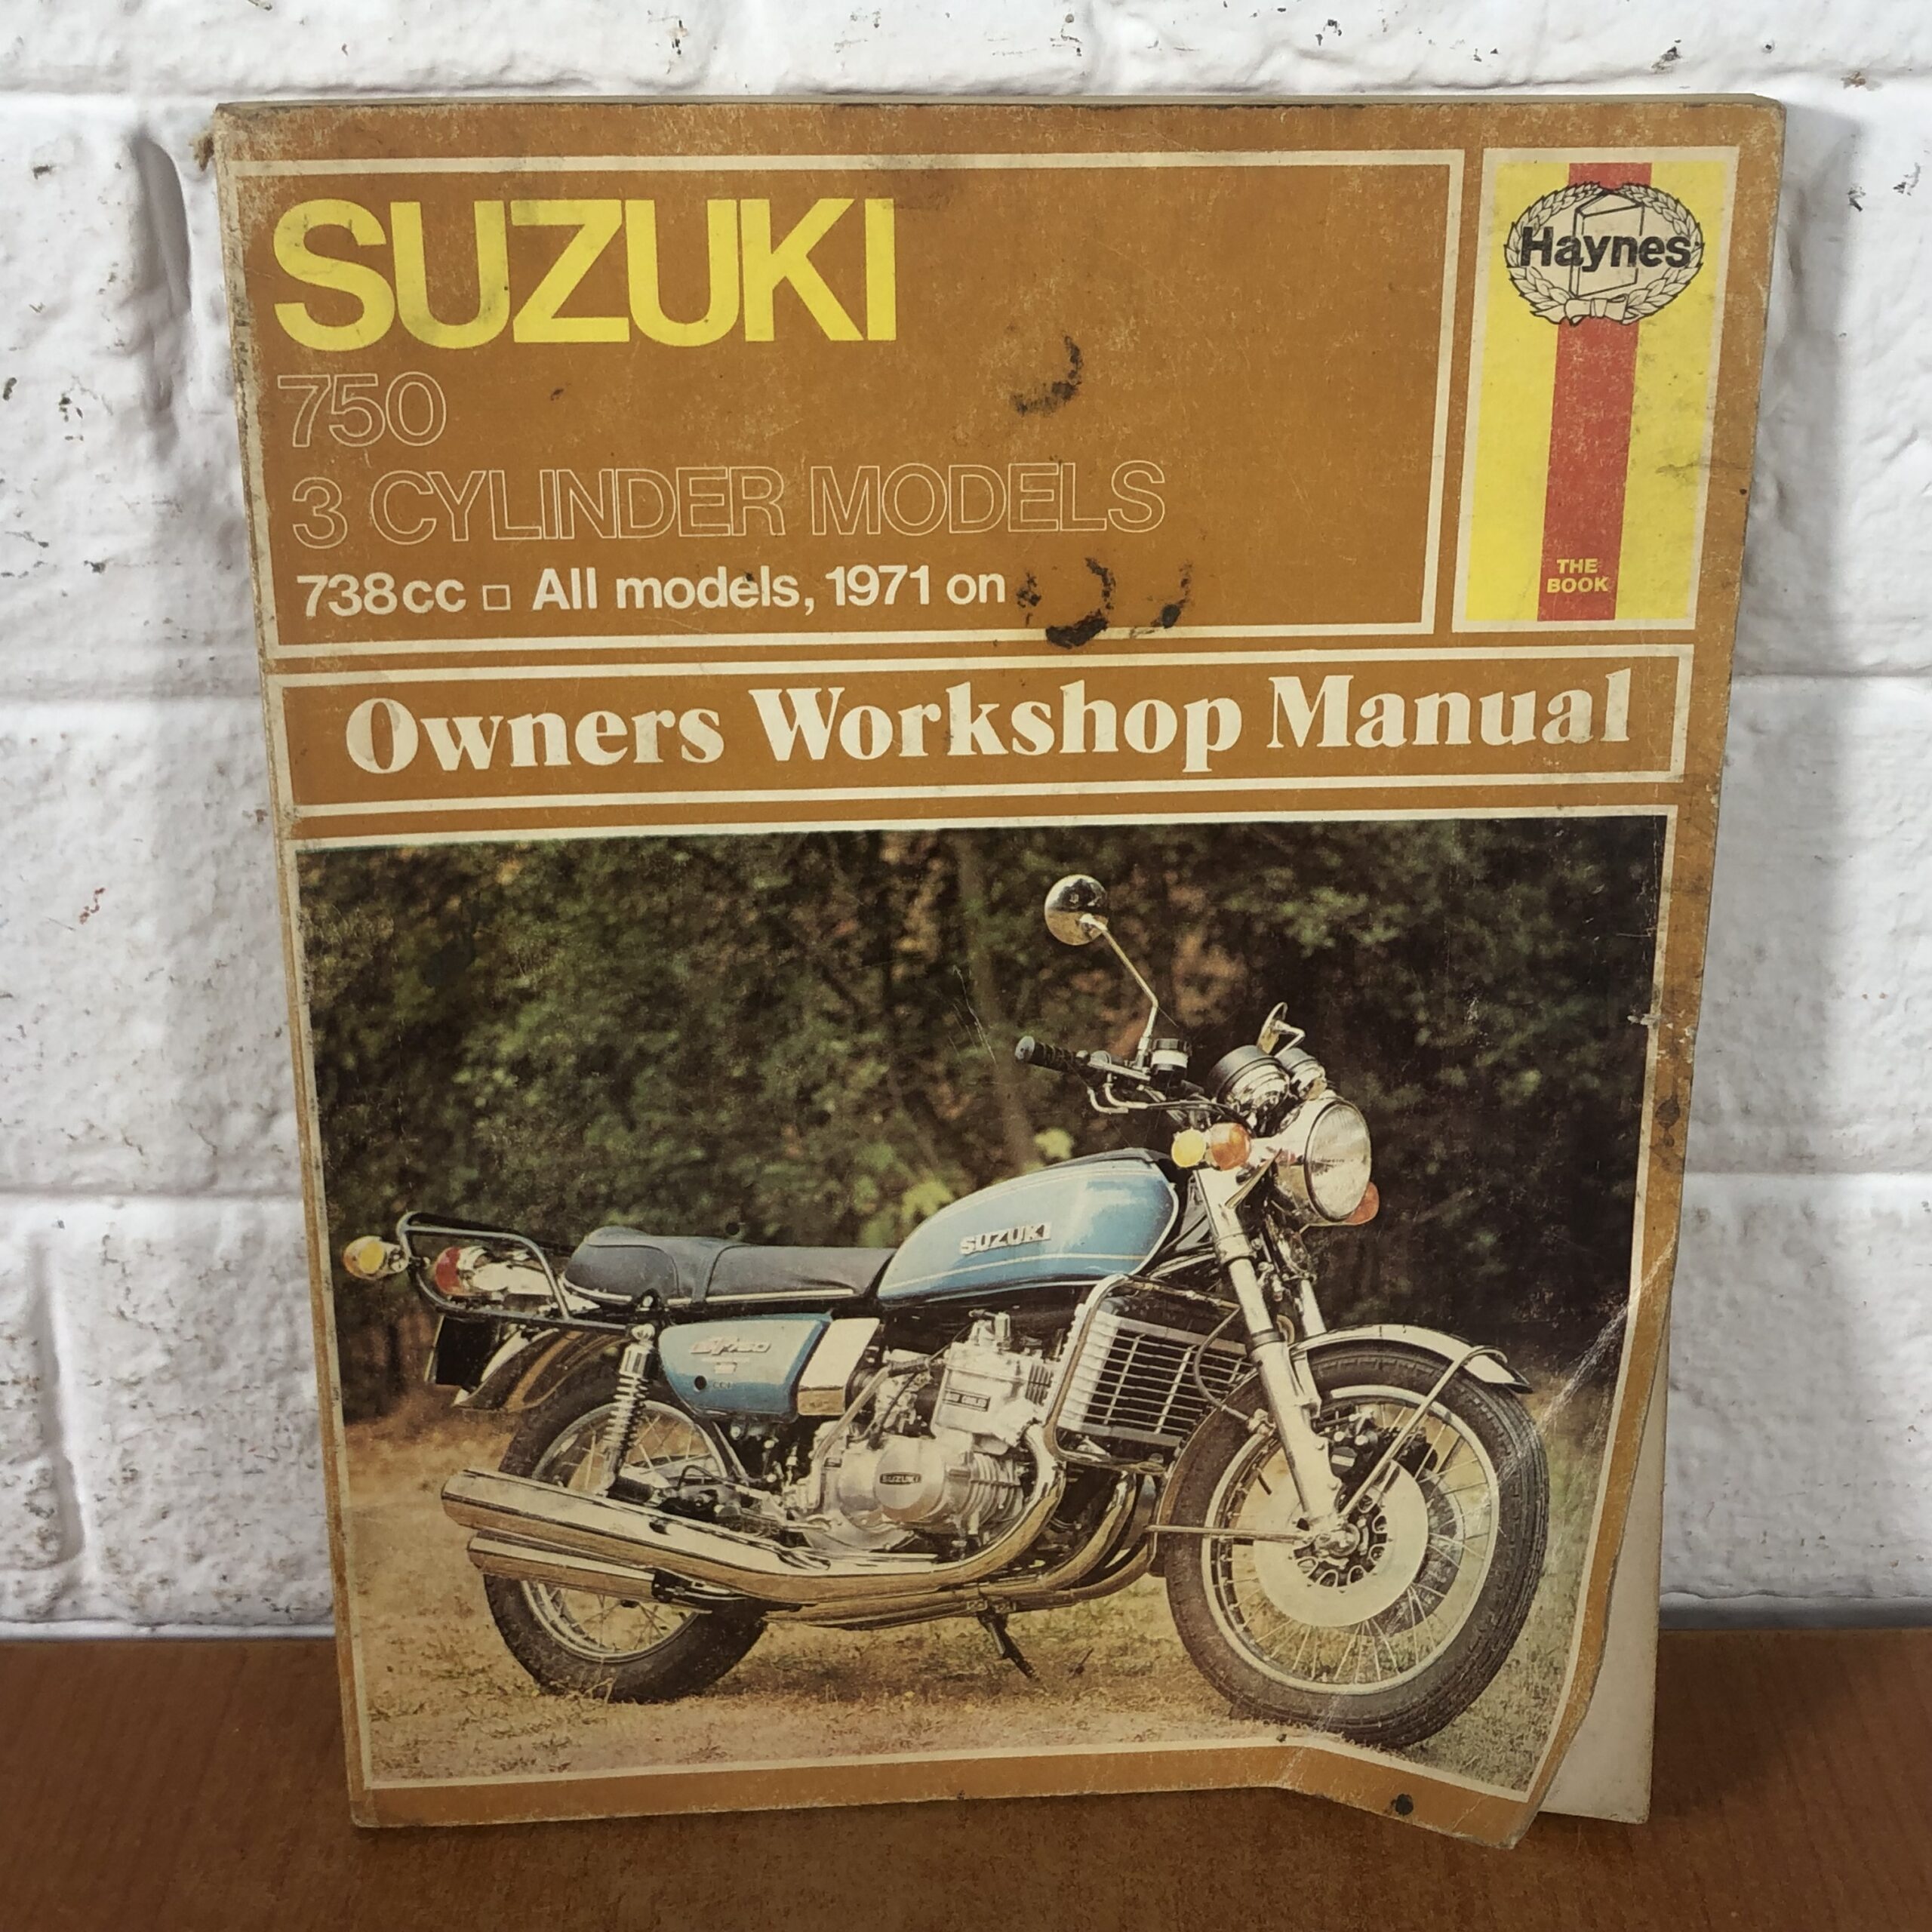 SUZUKI
750
3 CYLINDER MODELS
738cc □ All models, 1971 on
Haynes
THE
BOOK
Owners Workshop Manual
SUZUKI
SUZUKI